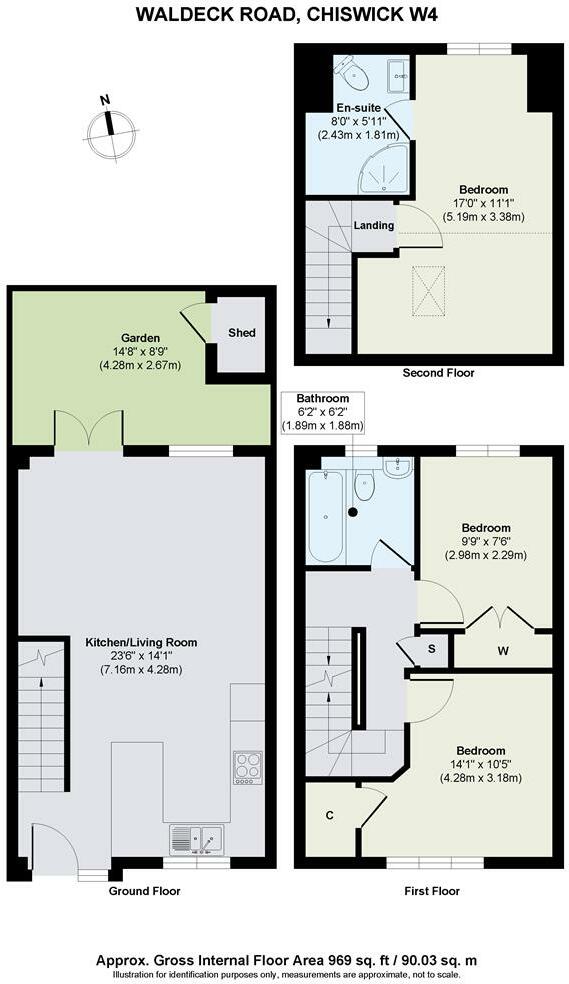 WALDECK ROAD, CHISWICK W4
N
En-suite
8'0" x 5'11"
(2.43m x 1.81m)
Bedroom
17'0" x 11'1"
(5.19m x 3.38m)
Landing
Second Floor
Garden
14'8" x 8'9"
(4.28m x 2.67m)
Shed
Kitchen/Living Room
23'6" x 14'1"
(7.16m x 4.28m)
Ground Floor
Bathroom
6'2" x 6'2"
(1.89m x 1.88m)
Bedroom
9'9" x 7'6"
(2.98m x 2.29m)
S
W
Bedroom
14'1" x 10'5"
(4.28m x 3.18m)
C
First Floor
Approx. Gross Internal Floor Area 969 sq. ft / 90.03 sq. m
Illustration for identification purposes only, measurements are approximate, not to scale.